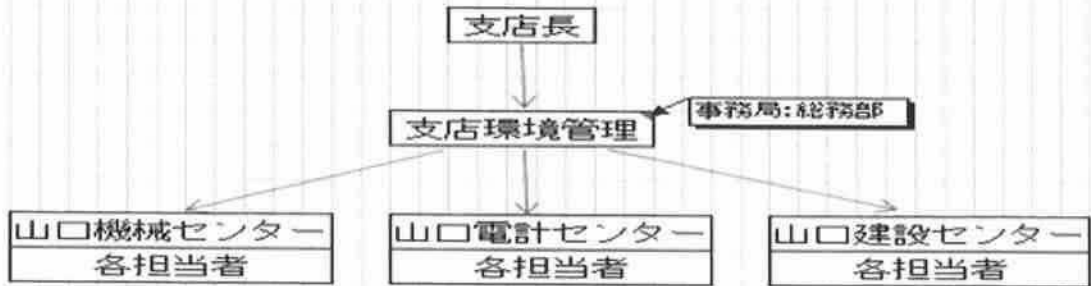 支店長
事務局:総務部
支店環境管理
山口機械センター
各担当者
山口電計センター
各担当者
山口建設センター
各担当者